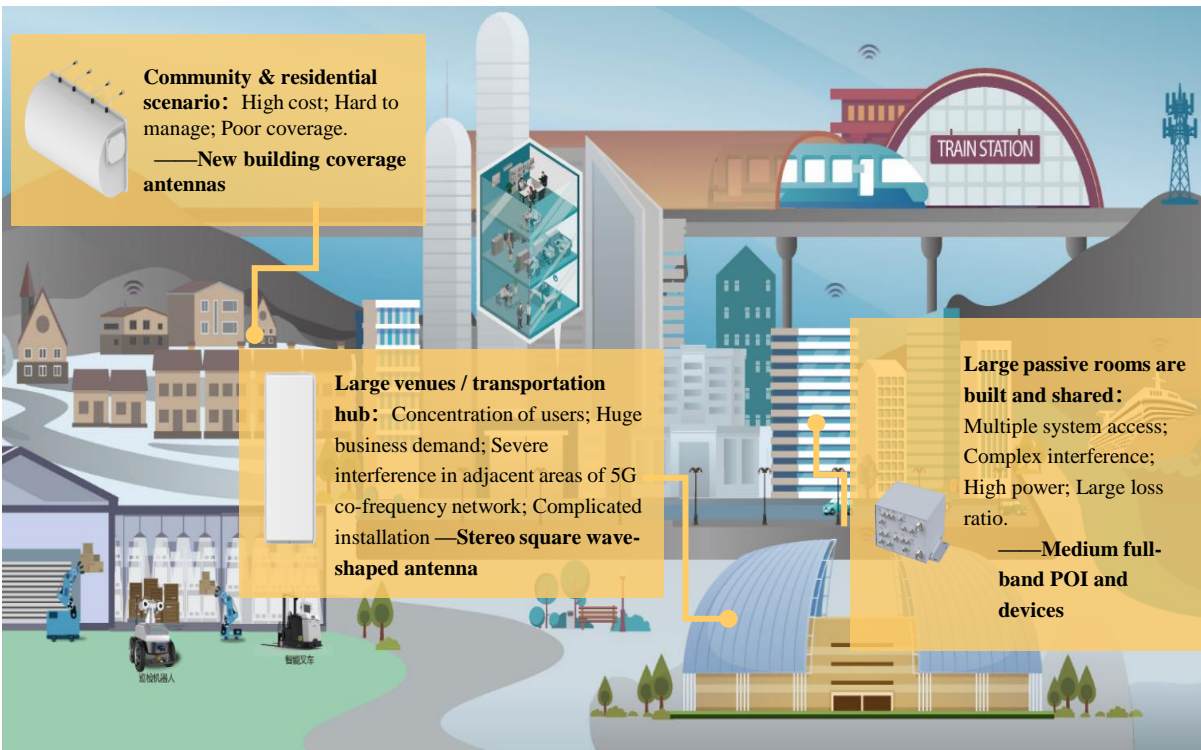 Community & residential
scenario：High cost; Hard to
manage; Poor coverage.
——New building coverage
antennas
TRAIN STATION
Large venues / transportation
hub：Concentration of users; Huge
business demand; Severe
interference in adjacent areas of 5G
co-frequency network; Complicated
installation —Stereo square wave-
shaped antenna
Large passive rooms are
built and shared：
Multiple system access;
Complex interference;
High power; Large loss
ratio.
——Medium full-
band POI and
devices
智能叉车
巡检机器人